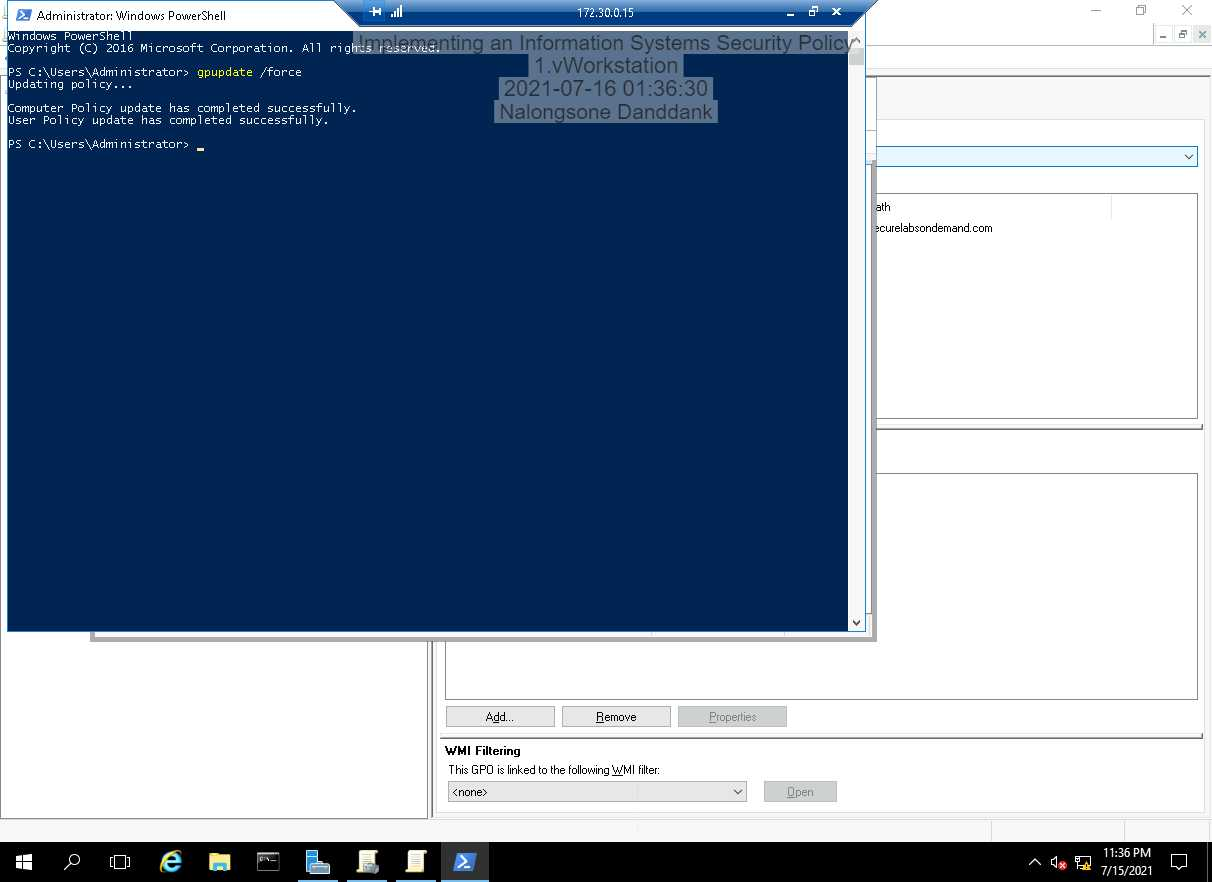 Administrator: Windows PowerShell
172.30.0.15
Windows PowerShell
Copyright (C) 2016 Microsoft Corporation. All rights reserved.
PS C:\Users\Administrator> gpupdate /force
Updating policy...
Computer Policy update has completed successfully.
User Policy update has completed successfully.
PS C:\Users\Administrator>
Implementing an Information Systems Security Policy
1.vWorkstation
2021-07-16 01:36:30
Nalongsone Danddank
ath
ecurelabsondemand.com
Add...
Remove
Properties
WMI Filtering
This GPO is linked to the following WMI filter:
<none>
Open
11:36 PM
7/15/2021